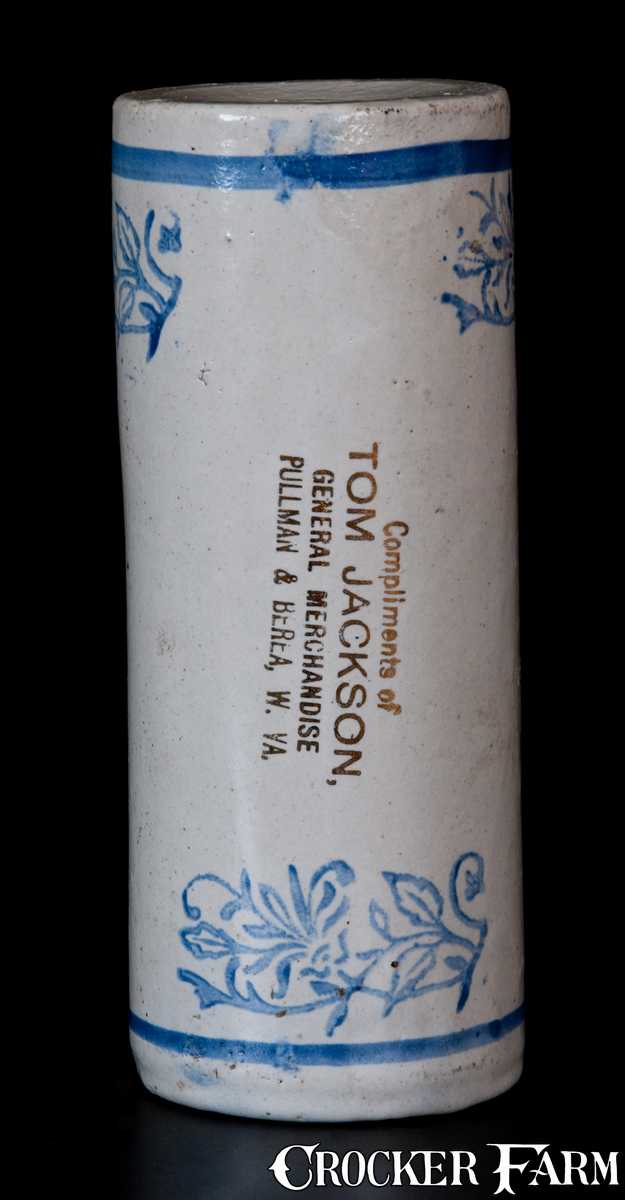 Compliments of
TOM JACKSON,
GENERAL MERCHANDISE
PULLMAN & BEREA, W. VA.
CROCKER FARM